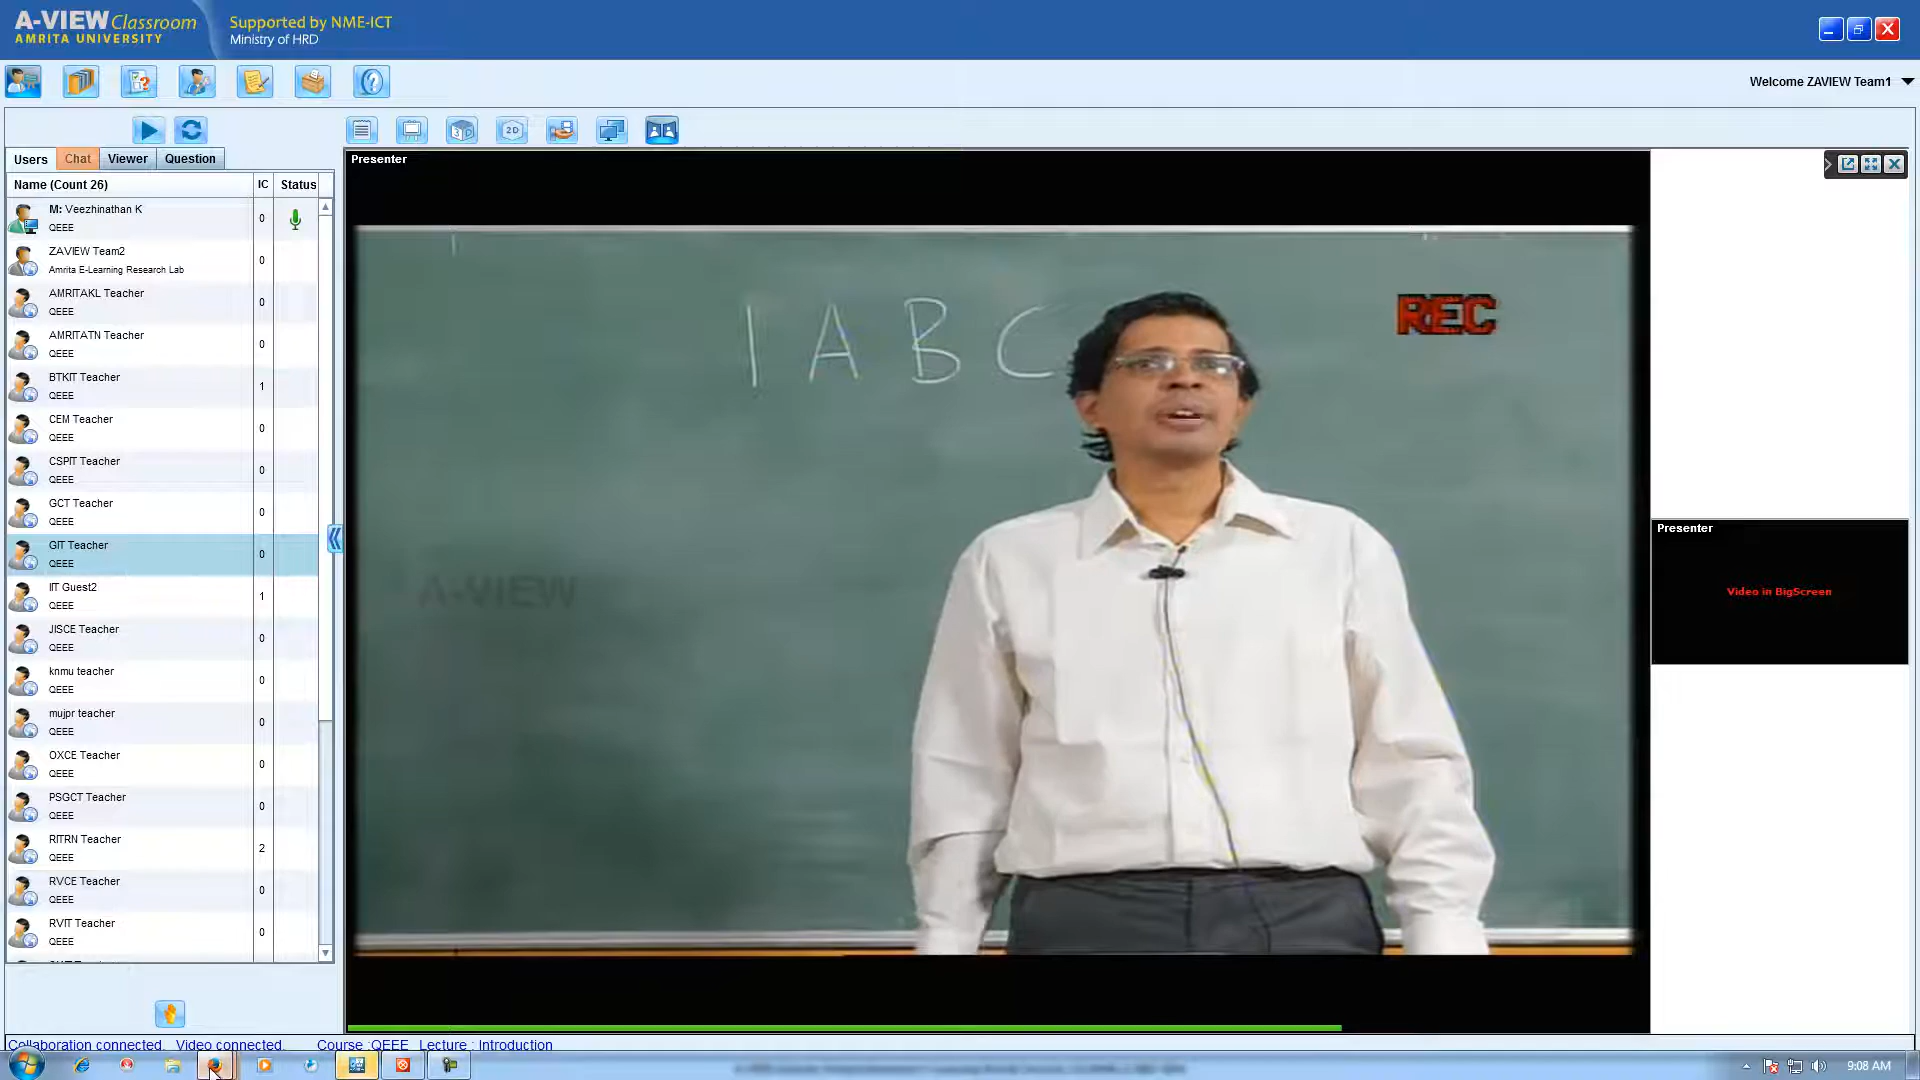 A-VIEW Classroom
AMRITA UNIVERSITY
Supported by NME-ICT
Ministry of HRD
Welcome ZAVIEW Team1
3D
2D
Users Chat Viewer Question
Name (Count 26) IC Status
M: Veezhinathan K
QEEE
0
ZAVIEW Team2
Amrita E-Learning Research Lab
0
AMRITAKL Teacher
QEEE
0
AMRITATN Teacher
QEEE
0
BTKIT Teacher
QEEE
1
CEM Teacher
QEEE
0
CSPIT Teacher
QEEE
0
GCT Teacher
QEEE
0
GIT Teacher
QEEE
0
IIT Guest2
QEEE
1
JISCE Teacher
QEEE
0
knmu teacher
QEEE
0
mujpr teacher
QEEE
0
OXCE Teacher
QEEE
0
PSGCT Teacher
QEEE
0
RITRN Teacher
QEEE
2
RVCE Teacher
QEEE
0
RVIT Teacher
QEEE
0
Presenter
1 A B C
REC
A-VIEW
Presenter
Video in BigScreen
Collaboration connected. Video connected. Course :QEEE Lecture : Introduction
9:08 AM